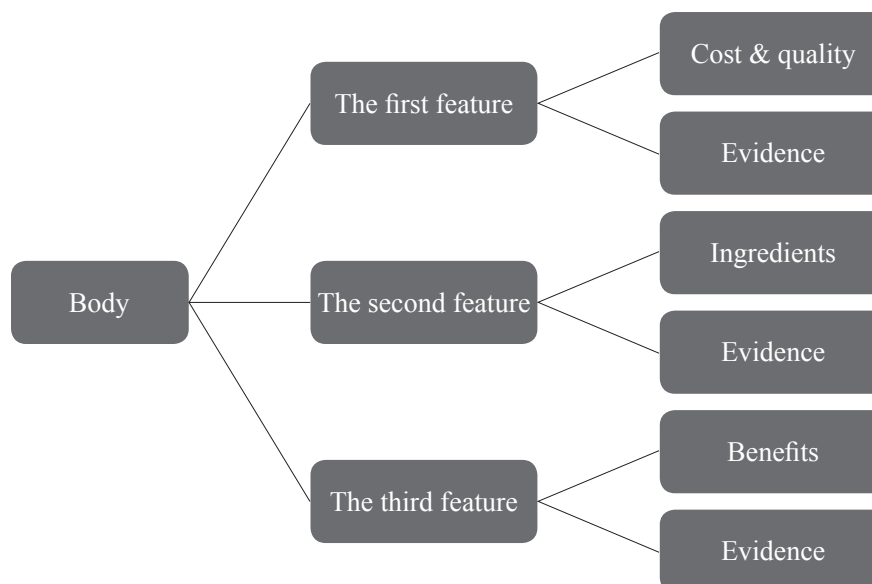 Body
The first feature
Cost & quality
Evidence
The second feature
Ingredients
Evidence
The third feature
Benefits
Evidence